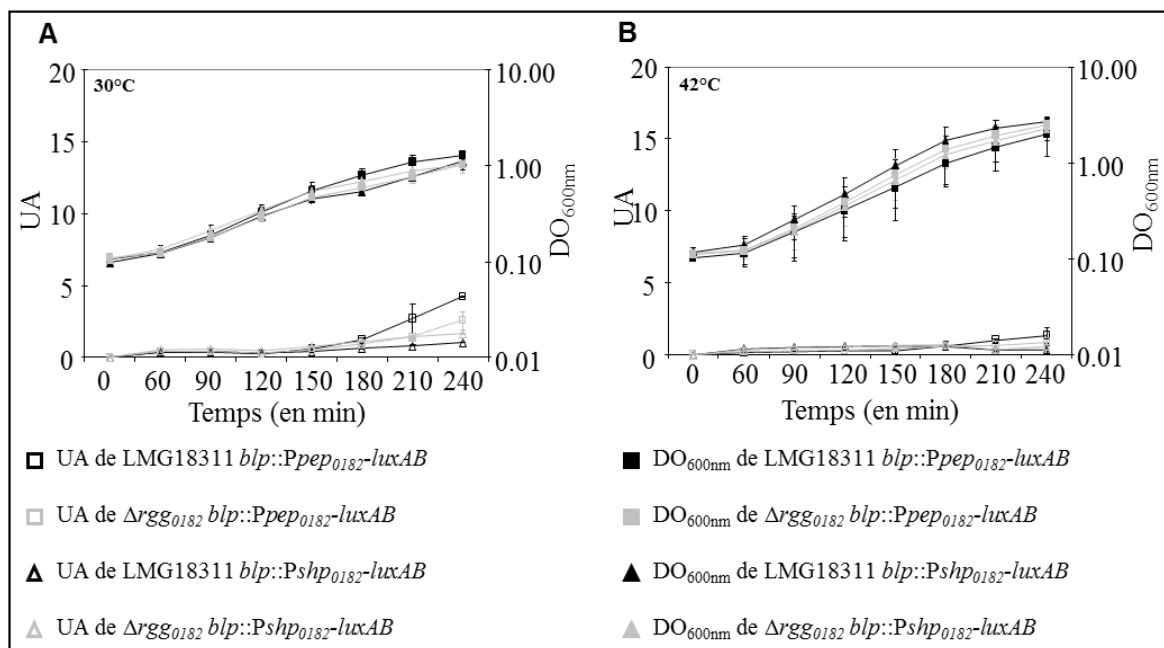 A
30°C
20
15
10
5
0
UA
10.00
1.00
0.10
0.01
DO600nm
0 60 90 120 150 180 210 240
Temps (en min)
B
42°C
20
15
10
5
0
UA
10.00
1.00
0.10
0.01
DO600nm
0 60 90 120 150 180 210 240
Temps (en min)
UA de LMG18311 blp::Ppep0182-luxAB
UA de Δrgg0182 blp::Ppep0182-luxAB
UA de LMG18311 blp::Pshp0182-luxAB
UA de Δrgg0182 blp::Pshp0182-luxAB
DO600nm de LMG18311 blp::Ppep0182-luxAB
DO600nm de Δrgg0182 blp::Ppep0182-luxAB
DO600nm de LMG18311 blp::Pshp0182-luxAB
DO600nm de Δrgg0182 blp::Pshp0182-luxAB